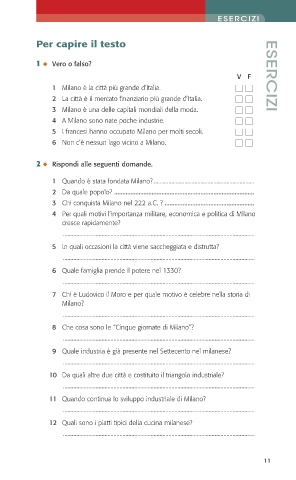 ESERCIZI
ESERCIZI
Per capire il testo
1 ◆ Vero o falso?
V F
1 Milano è la città più grande d'Italia.
2 La città è il mercato finanziario più grande d'Italia.
3 Milano è una delle capitali mondiali della moda.
4 A Milano sono nate poche industrie.
5 I francesi hanno occupato Milano per molti secoli.
6 Non c'è nessun lago vicino a Milano.
2 ◆ Rispondi alle seguenti domande.
1 Quando è stata fondata Milano?
2 Da quale popolo?
3 Chi conquista Milano nel 222 a.C. ?
4 Per quali motivi l'importanza militare, economica e politica di Milano
cresce rapidamente?
5 In quali occasioni la città viene saccheggiata e distrutta?
6 Quale famiglia prende il potere nel 1330?
7 Chi è Ludovico il Moro e per quale motivo è celebre nella storia di
Milano?
8 Che cosa sono le "Cinque giornate di Milano"?
9 Quale industria è già presente nel Settecento nel milanese?
10 Da quali altre due città è costituito il triangolo industriale?
11 Quando continua lo sviluppo industriale di Milano?
12 Quali sono i piatti tipici della cucina milanese?
11